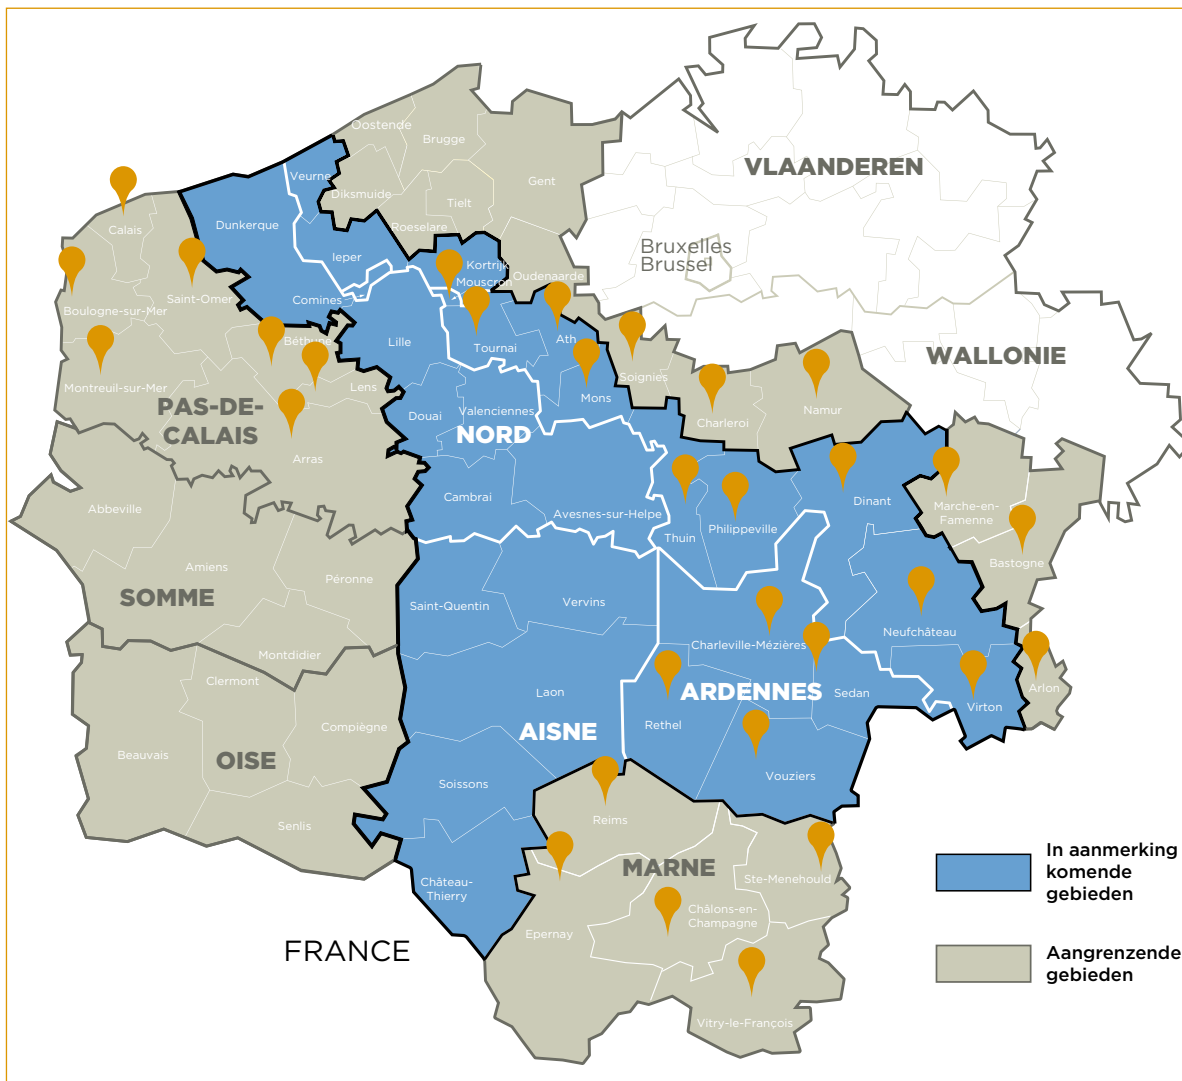 Oostende
Brugge
VLAANDEREN
Veurne
Diksmuide
Gent
Tielt
Calais
Dunkerque
Roeselare
Ieper
Bruxelles
Brussel
Kortrijk
Mouscron
Oudenaarde
Saint-Omer
Comines
Boulogne-sur-Mer
Béthune
Lille
Tournai
Ath
WALLONIE
Soignies
Montreuil-sur-Mer
Lens
Mons
Namur
PAS-DE-
CALAIS
Douai
Valenciennes
NORD
Charleroi
Arras
Cambrai
Dinant
Abbeville
Avesnes-sur-Helpe
Philippeville
Marche-en-
Famenne
Thuin
Amiens
Péronne
Bastogne
SOMME
Saint-Quentin
Vervins
Neufchâteau
Charleville-Mézières
Montdidier
Clermont
Laon
ARDENNES
Sedan
Arlon
Virton
Compiègne
AISNE
Rethel
Beauvais
OISE
Soissons
Vouziers
Senlis
Reims
Château-
Thierry
MARNE
Ste-Menehould
Châlons-en-
Champagne
Epernay
FRANCE
Vitry-le-François
In aanmerking
komende
gebieden
Aangrenzende
gebieden